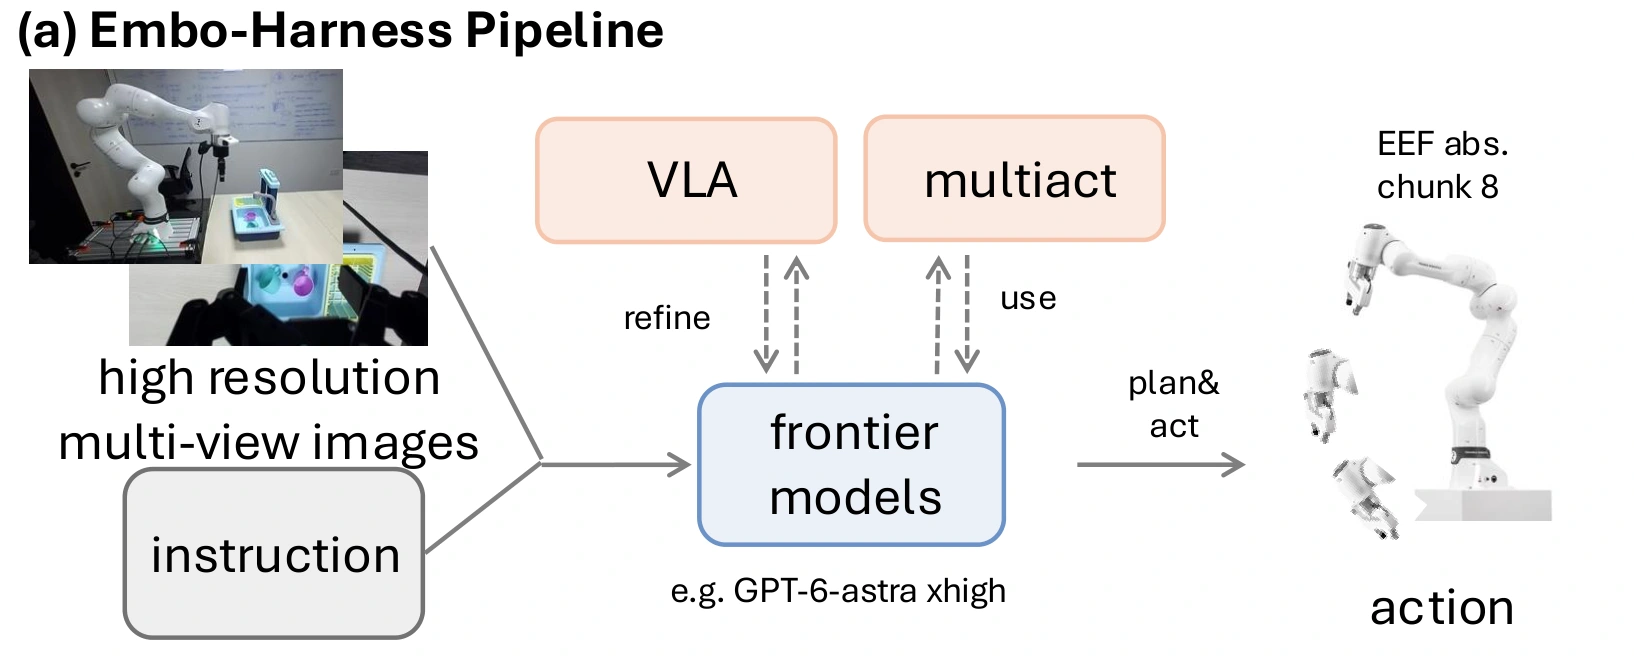 (a) Embo-Harness Pipeline
VLA
multiact
EEF abs.
chunk 8
refine
use
high resolution
multi-view images
frontier
models
plan&
act
instruction
e.g. GPT-6-astra xhigh
action